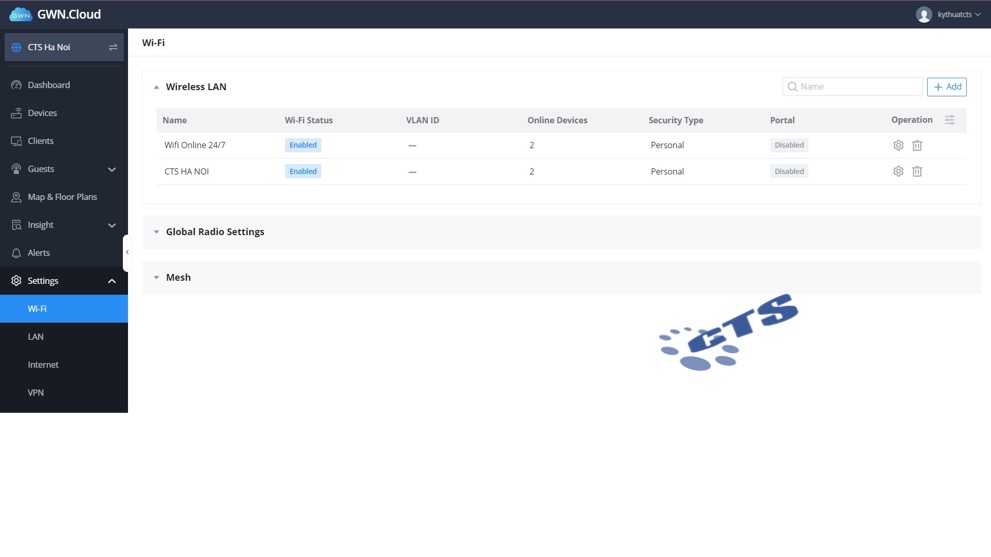 GWN GWN.Cloud
kythuatcts
CTS Ha Noi
Dashboard
Devices
Clients
Guests
Map & Floor Plans
Insight
Alerts
Settings
Wi-Fi
LAN
Internet
VPN
Wi-Fi
Wireless LAN
Name
Add
Name Wi-Fi Status VLAN ID Online Devices Security Type Portal Operation
Wifi Online 24/7 Enabled — 2 Personal Disabled
CTS HA NOI Enabled — 2 Personal Disabled
Global Radio Settings
Mesh
CTS